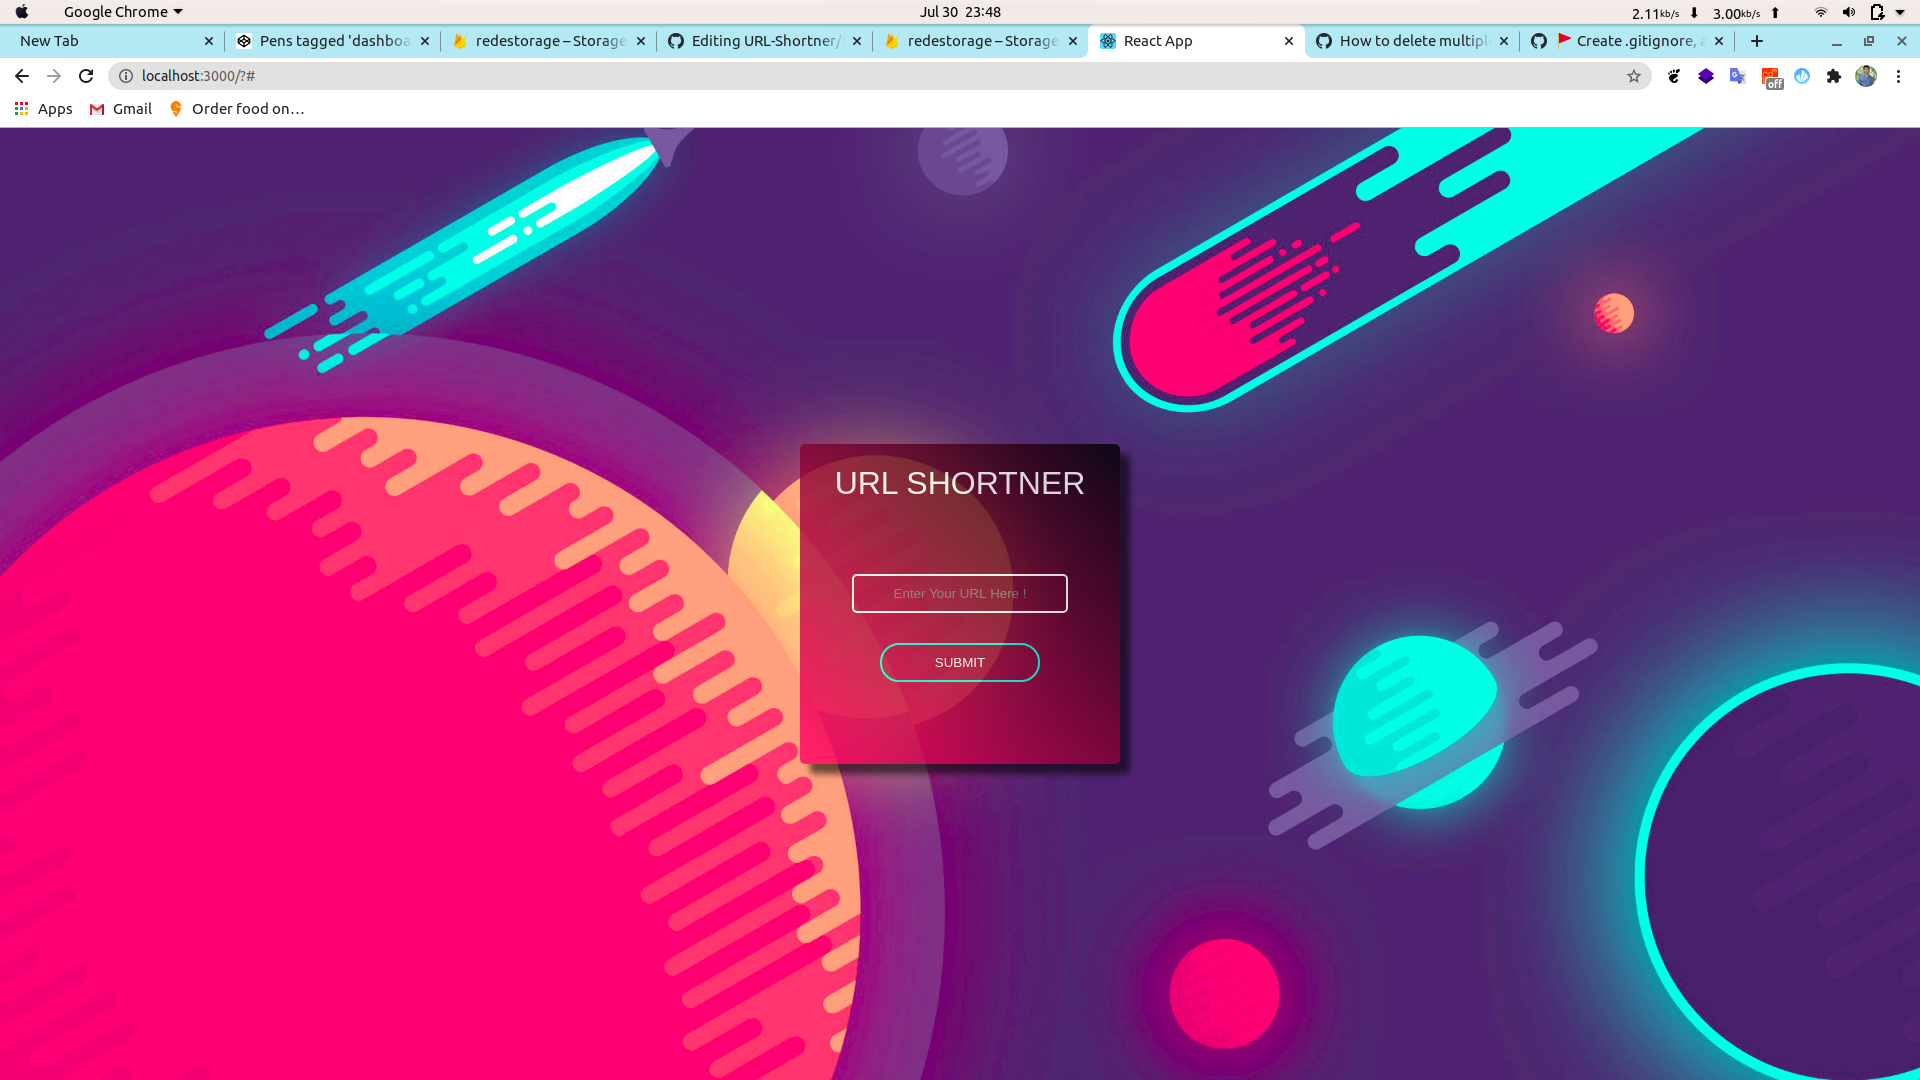 Google Chrome
Jul 30 23:48
2.11kb/s 3.00kb/s
New Tab
Pens tagged 'dashboa
redestorage – Storage
Editing URL-Shortner/
redestorage – Storage
React App
How to delete multipl
Create .gitignore, a
localhost:3000/?#
off
Apps
Gmail
Order food on…
URL SHORTNER
Enter Your URL Here !
SUBMIT